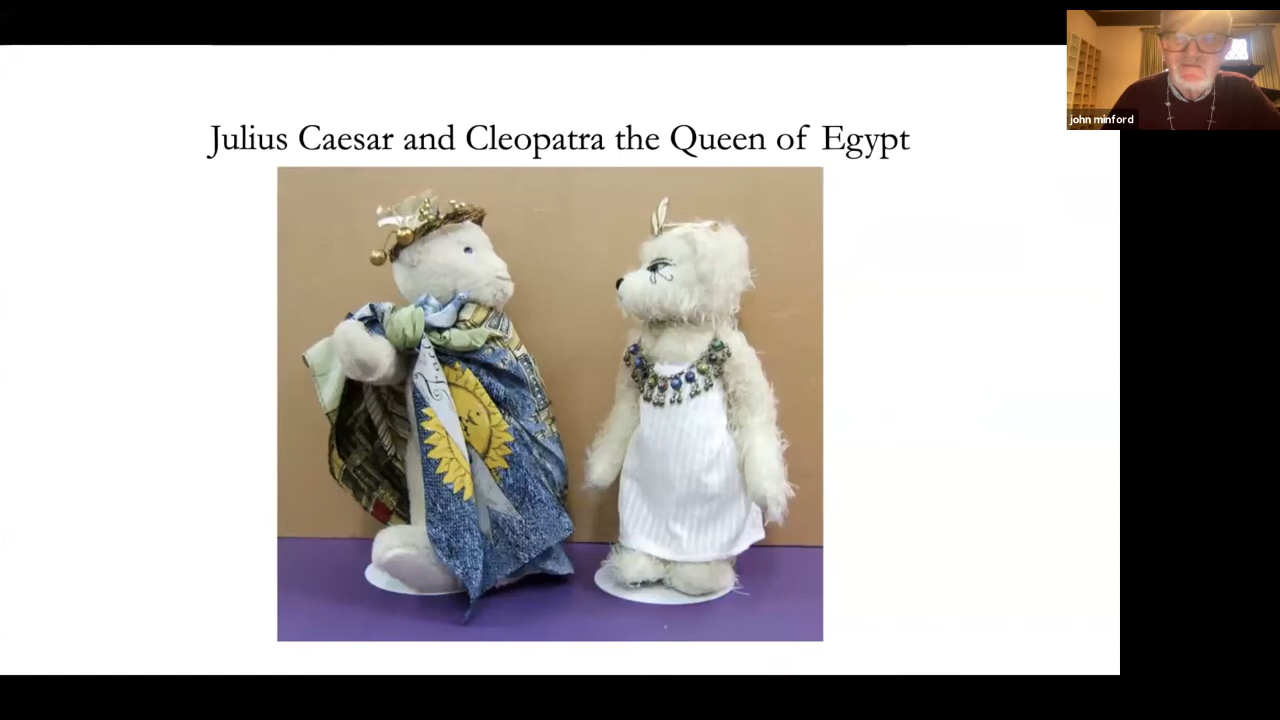 Julius Caesar and Cleopatra the Queen of Egypt
john minford